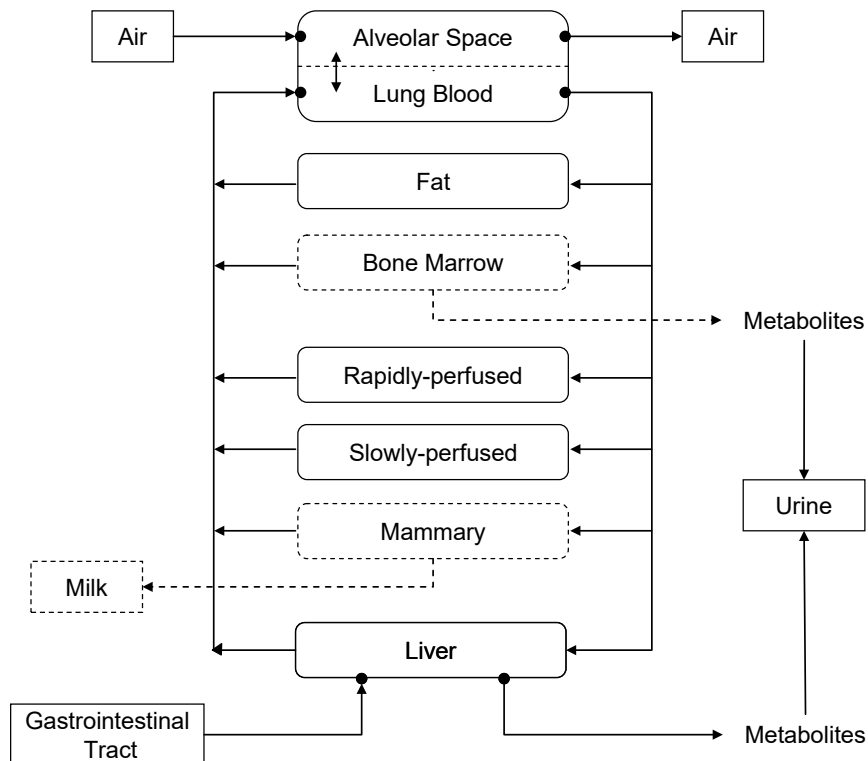 Air
Alveolar Space
Air
Lung Blood
Fat
Bone Marrow
Metabolites
Rapidly-perfused
Slowly-perfused
Urine
Mammary
Milk
Liver
Gastrointestinal
Tract
Metabolites